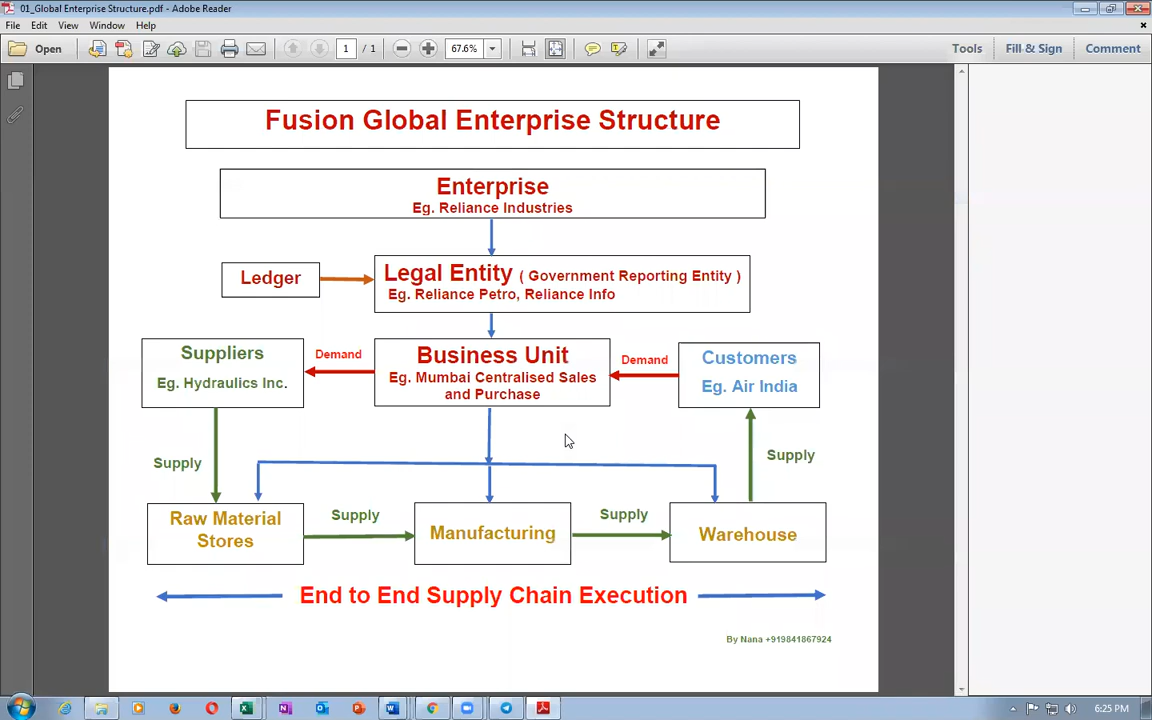 01_Global Enterprise Structure.pdf - Adobe Reader
File Edit View Window Help
Open 1 / 1 67.6% Tools Fill & Sign Comment
Fusion Global Enterprise Structure
Enterprise
Eg. Reliance Industries
Ledger
Legal Entity ( Government Reporting Entity )
Eg. Reliance Petro, Reliance Info
Suppliers
Eg. Hydraulics Inc.
Demand
Business Unit
Eg. Mumbai Centralised Sales
and Purchase
Demand
Customers
Eg. Air India
Supply
Supply
Raw Material
Stores
Supply
Manufacturing
Supply
Warehouse
End to End Supply Chain Execution
By Nana +919841867924
6:25 PM